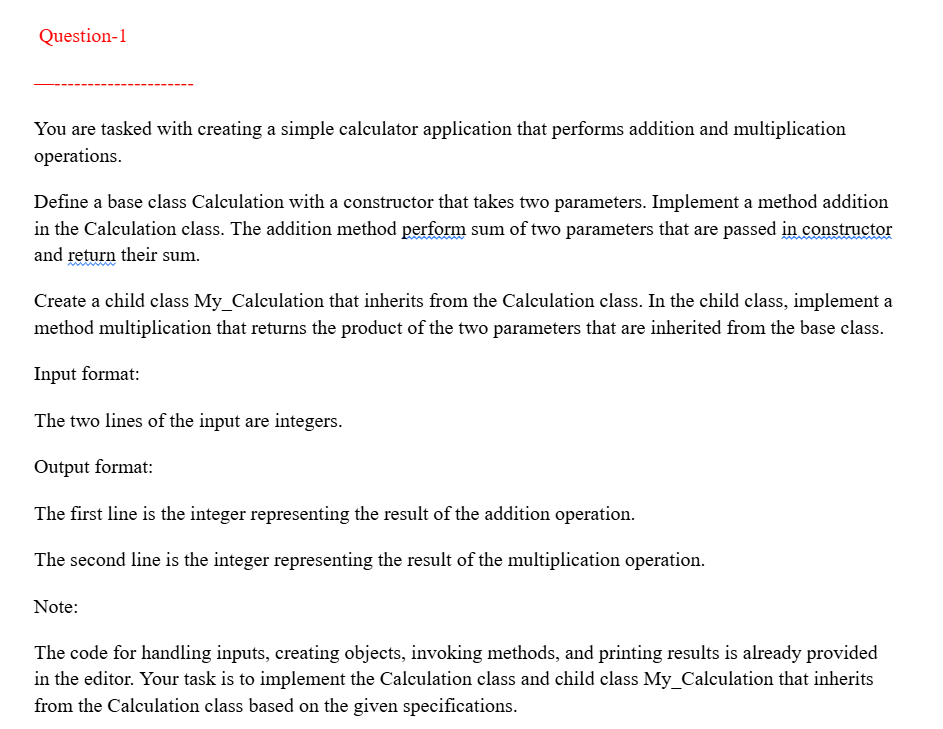 Question-1
—---------------------
You are tasked with creating a simple calculator application that performs addition and multiplication
operations.
Define a base class Calculation with a constructor that takes two parameters. Implement a method addition
in the Calculation class. The addition method perform sum of two parameters that are passed in constructor
and return their sum.
Create a child class My_Calculation that inherits from the Calculation class. In the child class, implement a
method multiplication that returns the product of the two parameters that are inherited from the base class.
Input format:
The two lines of the input are integers.
Output format:
The first line is the integer representing the result of the addition operation.
The second line is the integer representing the result of the multiplication operation.
Note:
The code for handling inputs, creating objects, invoking methods, and printing results is already provided
in the editor. Your task is to implement the Calculation class and child class My_Calculation that inherits
from the Calculation class based on the given specifications.